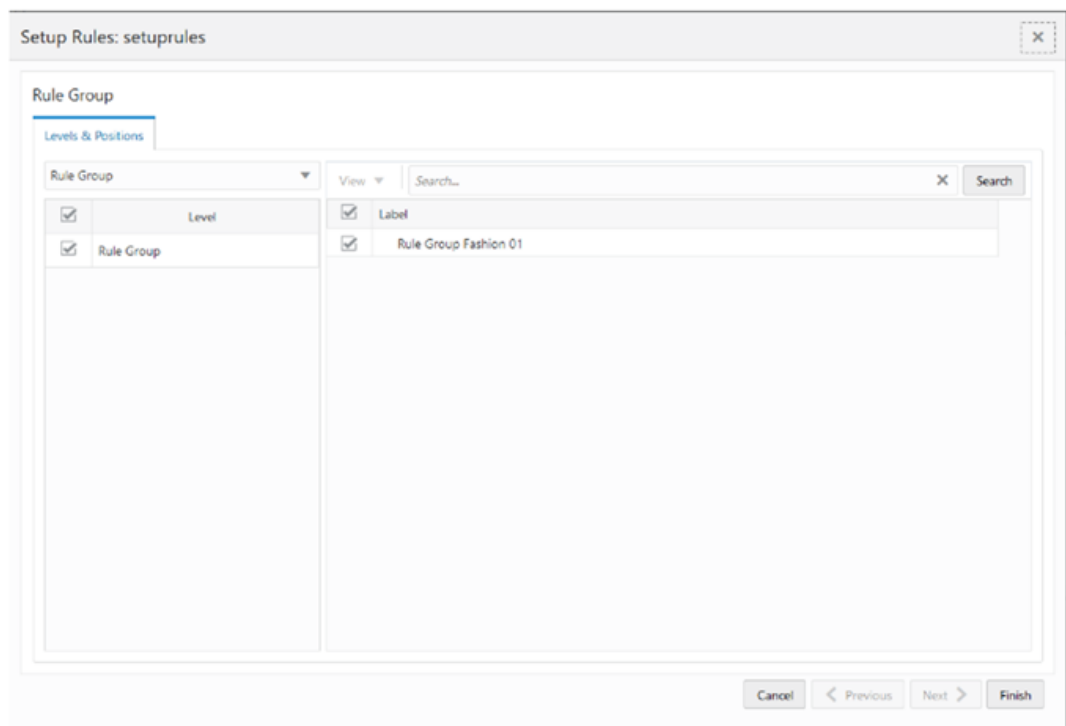 Setup Rules: setuprules
Rule Group
Levels & Positions
Rule Group
View
Search...
Search
Level
Label
Rule Group
Rule Group Fashion 01
Cancel
Previous
Next
Finish